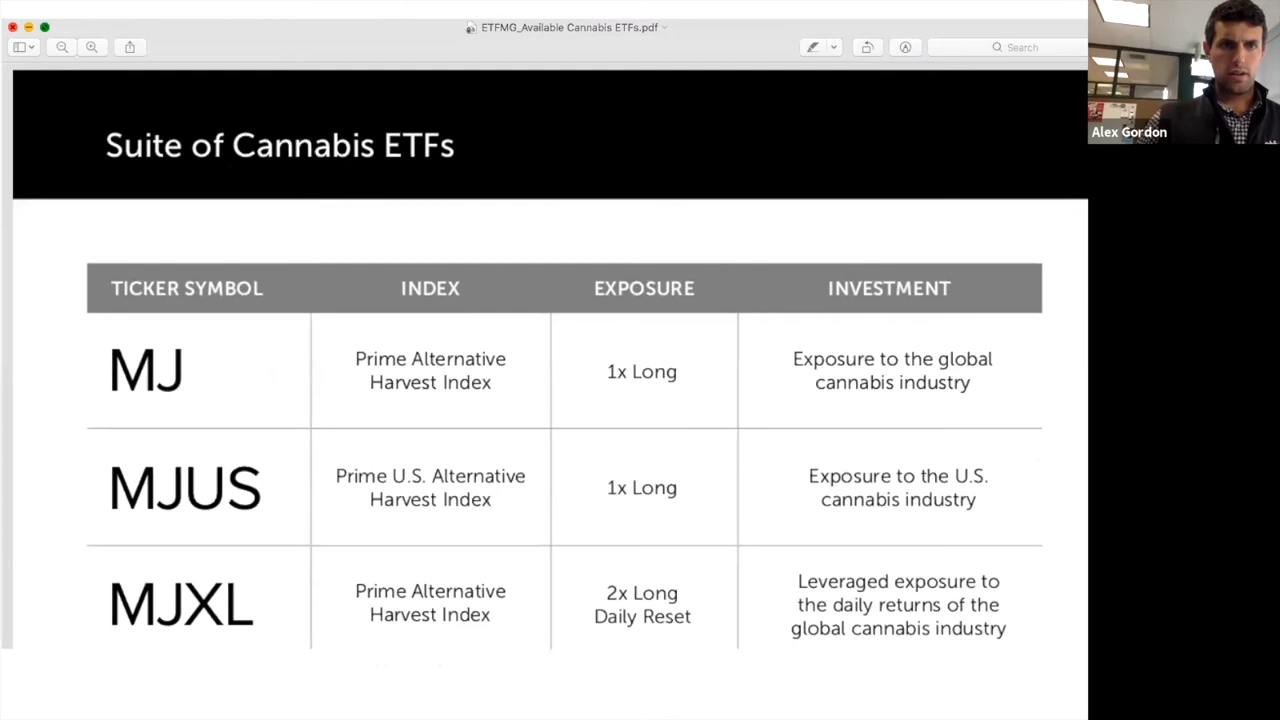 ETFMG_Available Cannabis ETFs.pdf
Search
Alex Gordon
Suite of Cannabis ETFs
TICKER SYMBOL INDEX EXPOSURE INVESTMENT
MJ
Prime Alternative
Harvest Index
1x Long
Exposure to the global
cannabis industry
MJUS
Prime U.S. Alternative
Harvest Index
1x Long
Exposure to the U.S.
cannabis industry
MJXL
Prime Alternative
Harvest Index
2x Long
Daily Reset
Leveraged exposure to
the daily returns of the
global cannabis industry